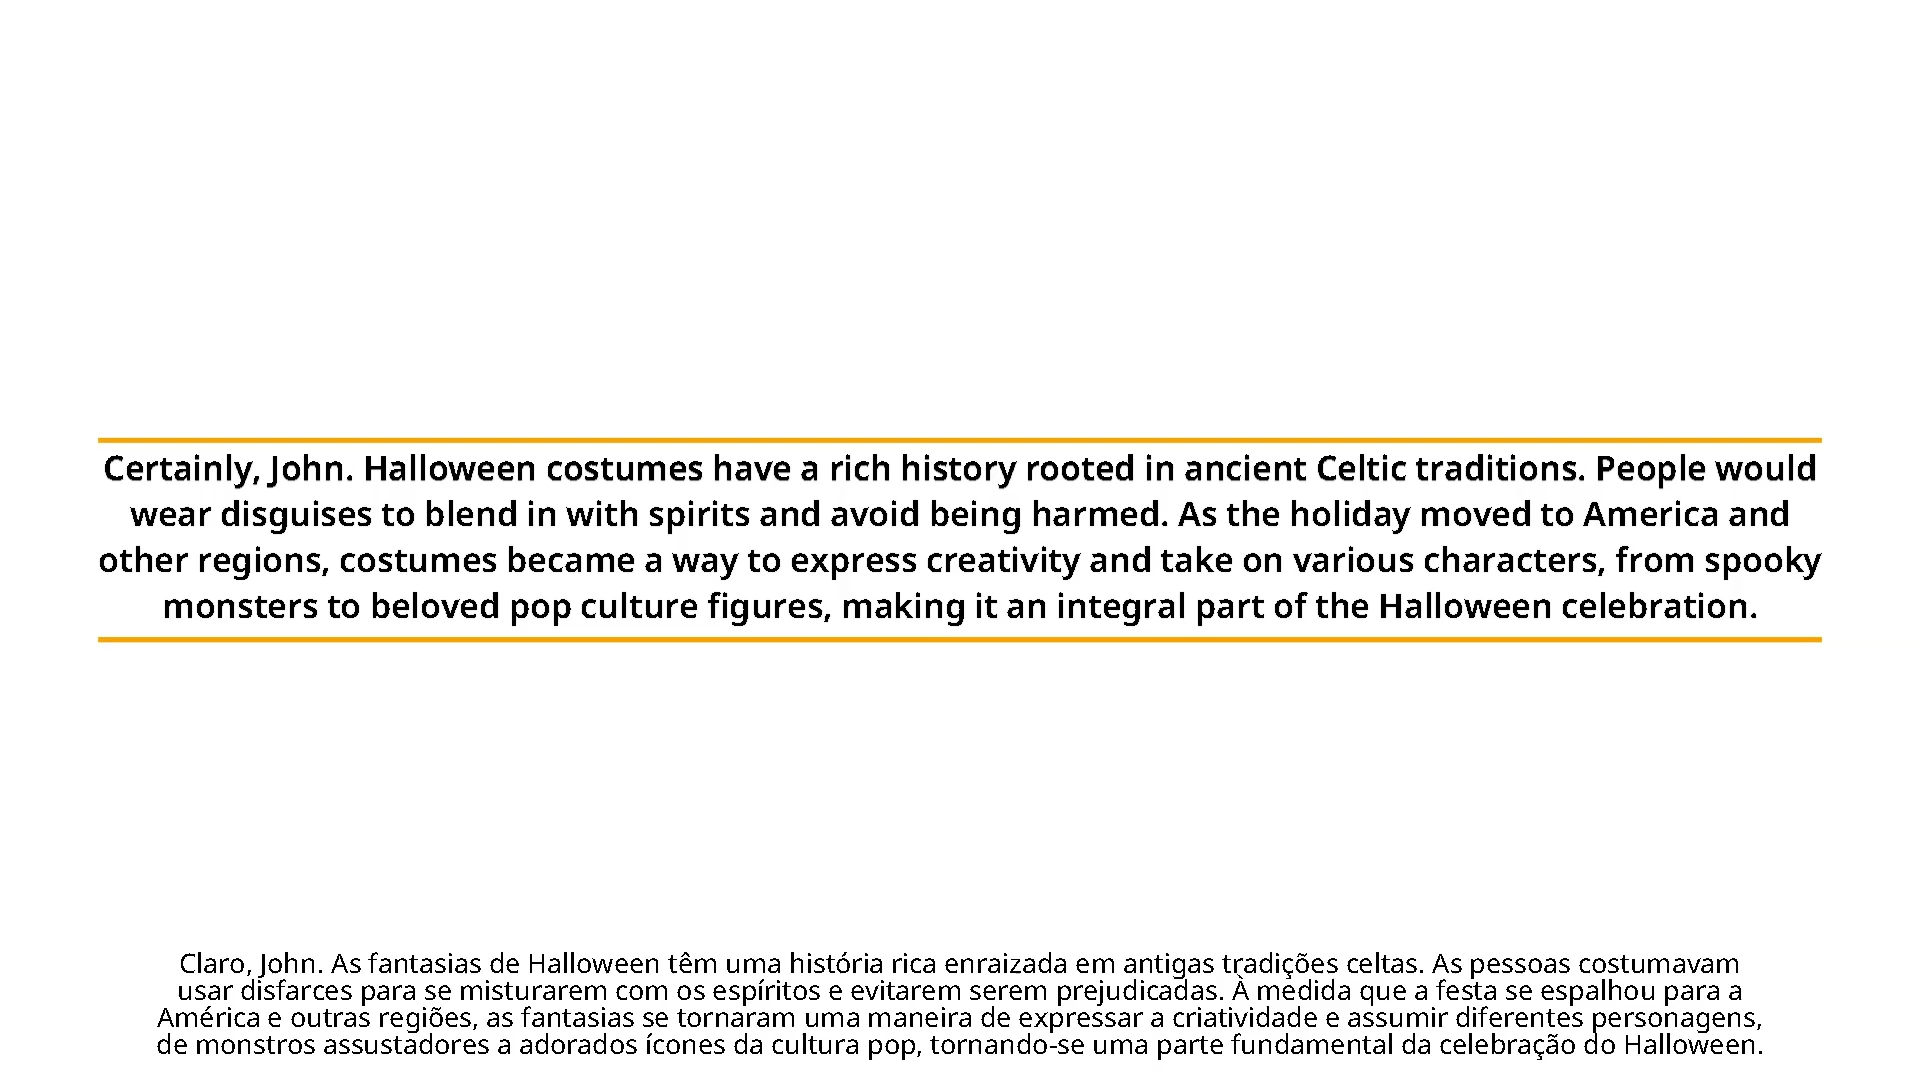 Certainly, John. Halloween costumes have a rich history rooted in ancient Celtic traditions. People would
wear disguises to blend in with spirits and avoid being harmed. As the holiday moved to America and
other regions, costumes became a way to express creativity and take on various characters, from spooky
monsters to beloved pop culture figures, making it an integral part of the Halloween celebration.
Claro, John. As fantasias de Halloween têm uma história rica enraizada em antigas tradições celtas. As pessoas costumavam
usar disfarces para se misturarem com os espíritos e evitarem serem prejudicadas. À medida que a festa se espalhou para a
América e outras regiões, as fantasias se tornaram uma maneira de expressar a criatividade e assumir diferentes personagens,
de monstros assustadores a adorados ícones da cultura pop, tornando-se uma parte fundamental da celebração do Halloween.